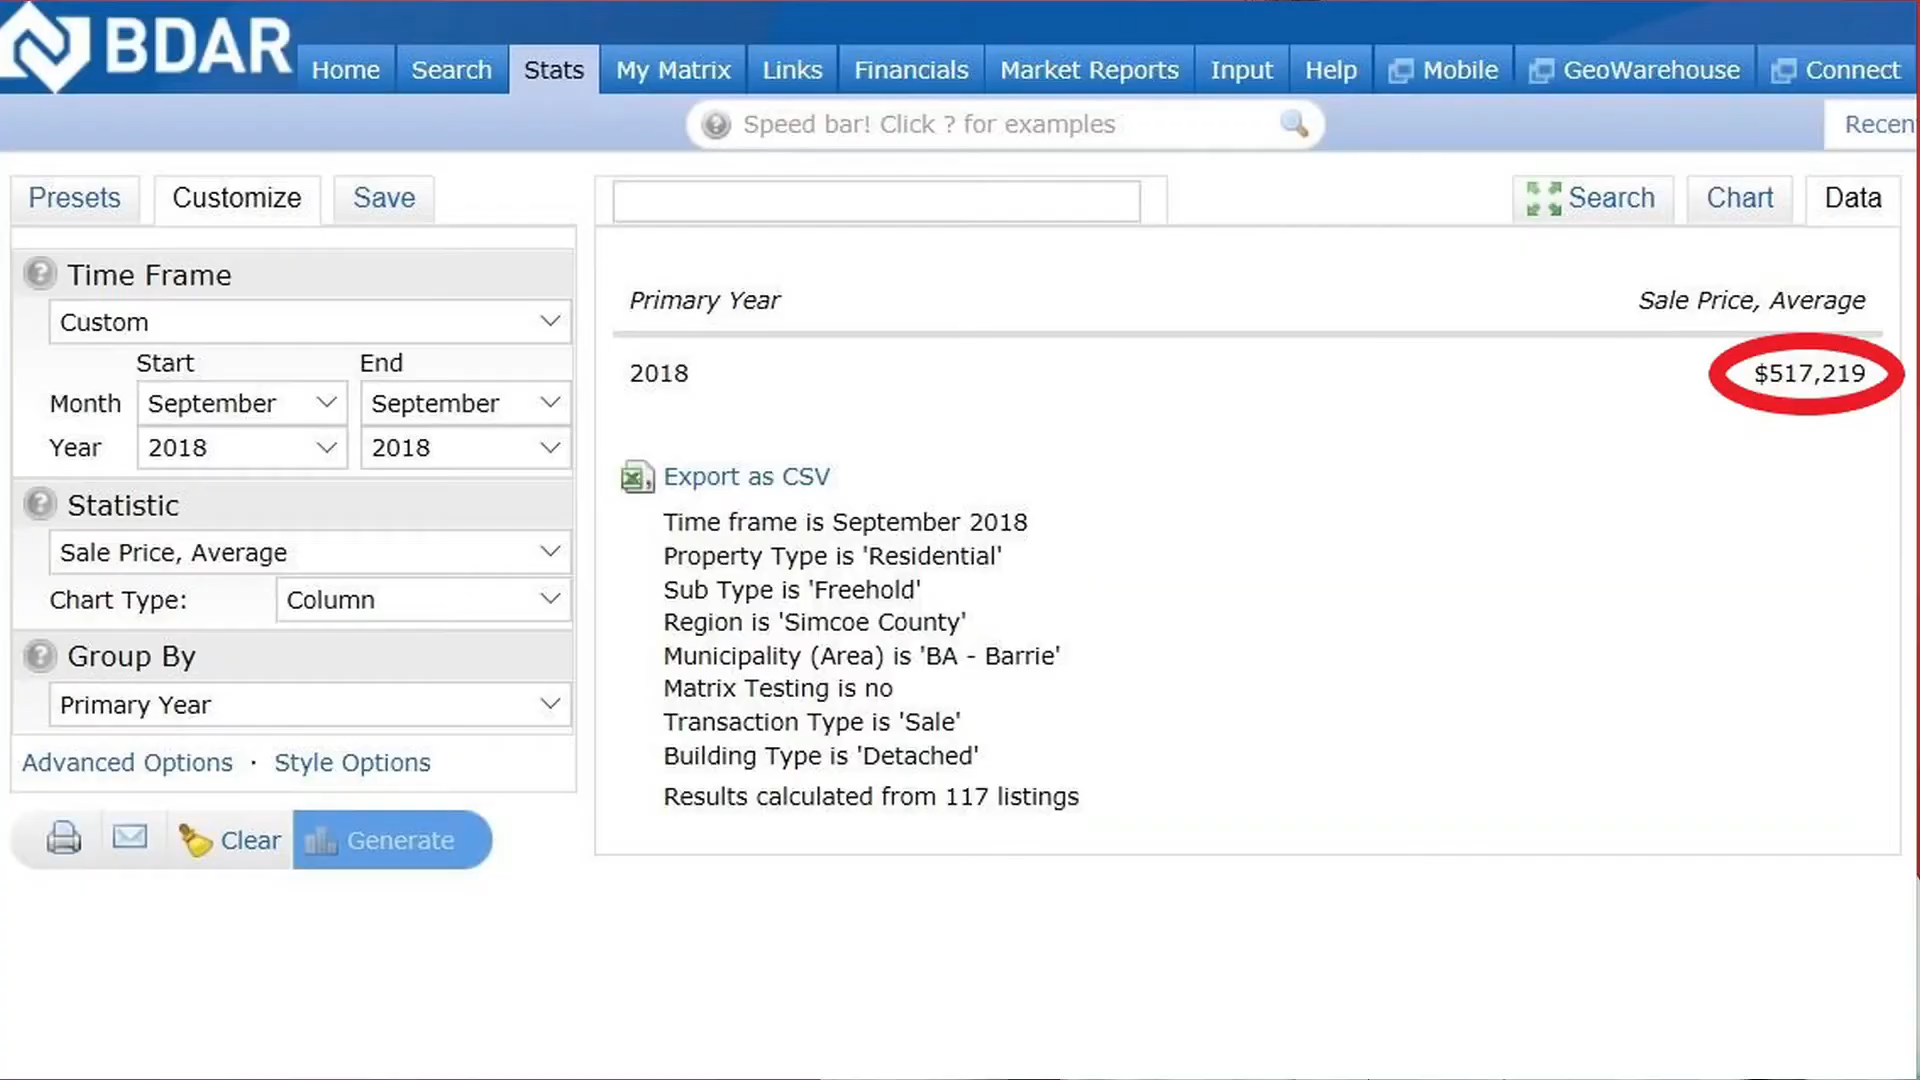 BDAR
Home Search Stats My Matrix Links Financials Market Reports Input Help Mobile GeoWarehouse Connect
Speed bar! Click ? for examples
Recen
Presets Customize Save
Search Chart Data
Time Frame
Custom
Start End
Month September September
Year 2018 2018
Statistic
Sale Price, Average
Chart Type: Column
Group By
Primary Year
Advanced Options · Style Options
Clear Generate
Primary Year Sale Price, Average
2018 $517,219
Export as CSV
Time frame is September 2018
Property Type is 'Residential'
Sub Type is 'Freehold'
Region is 'Simcoe County'
Municipality (Area) is 'BA - Barrie'
Matrix Testing is no
Transaction Type is 'Sale'
Building Type is 'Detached'
Results calculated from 117 listings